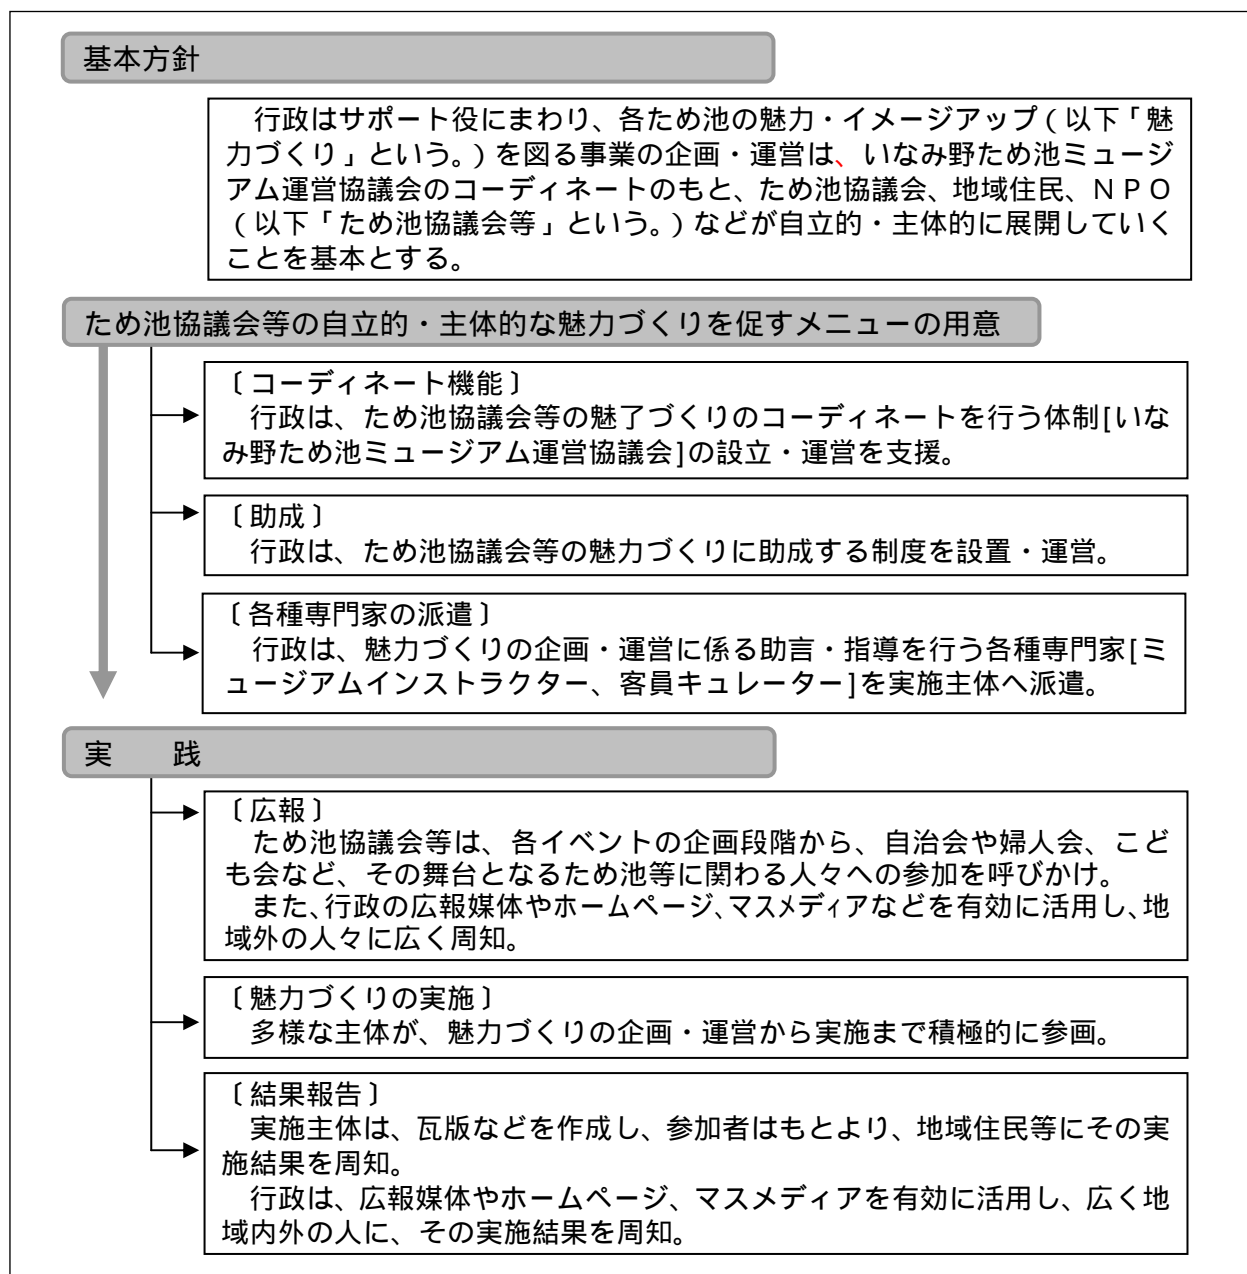 基本方針
行政はサポート役にまわり、各ため池の魅力・イメージアップ(以下「魅
力づくり」という。)を図る事業の企画・運営は、いなみ野ため池ミュージ
アム運営協議会のコーディネートのもと、ため池協議会、地域住民、ＮＰＯ
(以下「ため池協議会等」という。)などが自立的・主体的に展開していく
ことを基本とする。
ため池協議会等の自立的・主体的な魅力づくりを促すメニューの用意
〔コーディネート機能〕
行政は、ため池協議会等の魅了づくりのコーディネートを行う体制[いな
み野ため池ミュージアム運営協議会]の設立・運営を支援。
〔助成〕
行政は、ため池協議会等の魅力づくりに助成する制度を設置・運営。
〔各種専門家の派遣〕
行政は、魅力づくりの企画・運営に係る助言・指導を行う各種専門家[ミ
ュージアムインストラクター、客員キュレーター]を実施主体へ派遣。
実　　践
〔広報〕
ため池協議会等は、各イベントの企画段階から、自治会や婦人会、こど
も会など、その舞台となるため池等に関わる人々への参加を呼びかけ。
また、行政の広報媒体やホームページ、マスメディアなどを有効に活用し、地
域外の人々に広く周知。
〔魅力づくりの実施〕
多様な主体が、魅力づくりの企画・運営から実施まで積極的に参画。
〔結果報告〕
実施主体は、瓦版などを作成し、参加者はもとより、地域住民等にその実
施結果を周知。
行政は、広報媒体やホームページ、マスメディアを有効に活用し、広く地
域内外の人に、その実施結果を周知。